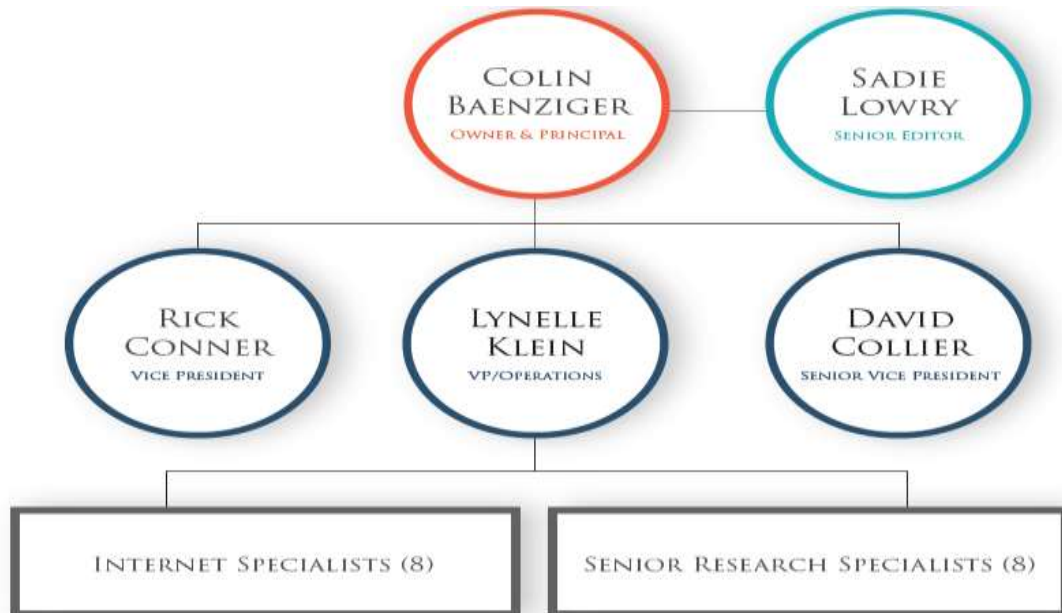 COLIN
BAENZIGER
OWNER & PRINCIPAL
SADIE
LOWRY
SENIOR EDITOR
RICK
CONNER
VICE PRESIDENT
LYNELLE
KLEIN
VP/OPERATIONS
DAVID
COLLIER
SENIOR VICE PRESIDENT
INTERNET SPECIALISTS (8)
SENIOR RESEARCH SPECIALISTS (8)